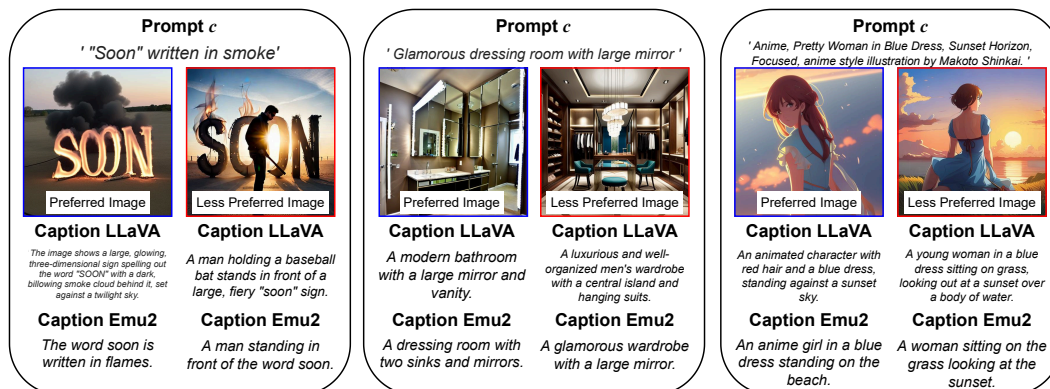 Prompt c
' "Soon" written in smoke'
SOON
Preferred Image
SOON
Less Preferred Image
Caption LLaVA
The image shows a large, glowing,
three-dimensional sign spelling out
the word "SOON" with a dark,
billowing smoke cloud behind it, set
against a twilight sky.
Caption LLaVA
A man holding a baseball
bat stands in front of a
large, fiery "soon" sign.
Caption Emu2
The word soon is
written in flames.
Caption Emu2
A man standing in
front of the word soon.
Prompt c
' Glamorous dressing room with large mirror '
Preferred Image
Less Preferred Image
Caption LLaVA
A modern bathroom
with a large mirror and
vanity.
Caption LLaVA
A luxurious and well-
organized men's wardrobe
with a central island and
hanging suits.
Caption Emu2
A dressing room with
two sinks and mirrors.
Caption Emu2
A glamorous wardrobe
with a large mirror.
Prompt c
' Anime, Pretty Woman in Blue Dress, Sunset Horizon,
Focused, anime style illustration by Makoto Shinkai. '
Preferred Image
Less Preferred Image
Caption LLaVA
An animated character with
red hair and a blue dress,
standing against a sunset
sky.
Caption LLaVA
A young woman in a blue
dress sitting on grass,
looking out at a sunset over
a body of water.
Caption Emu2
An anime girl in a blue
dress standing on the
beach.
Caption Emu2
A woman sitting on the
grass looking at the
sunset.